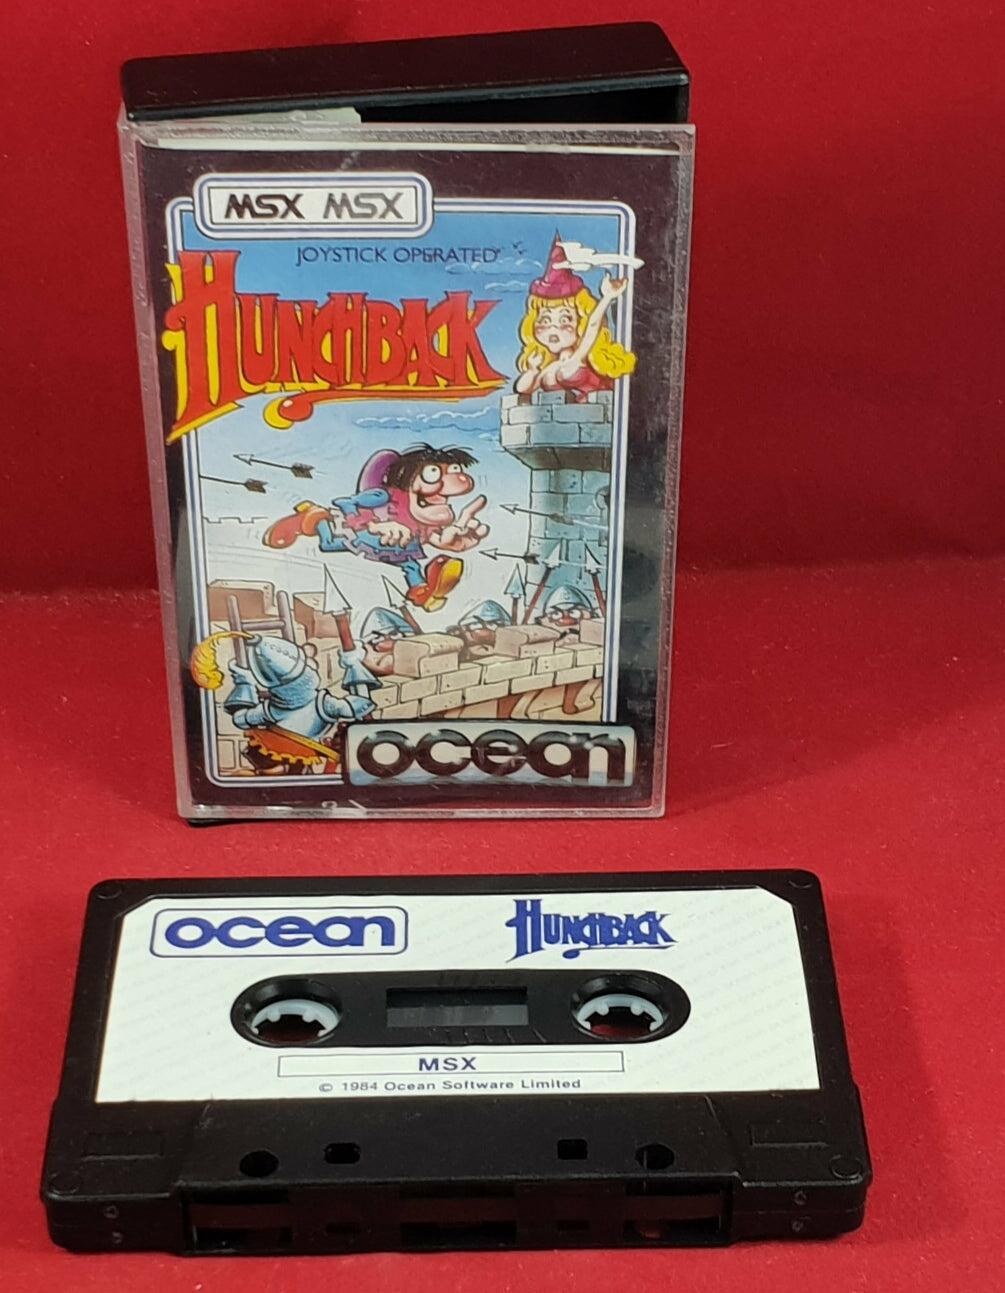 MSX MSX
JOYSTICK OPERATED
HUNCHBACK
ocean
ocean
HUNCHBACK
MSX
© 1984 Ocean Software Limited